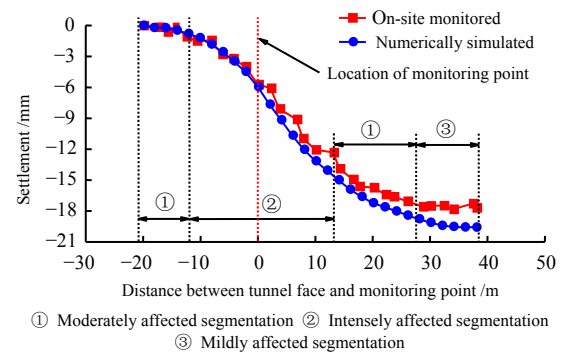 On-site monitored
Numerically simulated
Location of monitoring point
Settlement /mm
0
−3
−6
−9
−12
−15
−18
−21
① ② ① ③
−30 −20 −10 0 10 20 30 40 50
Distance between tunnel face and monitoring point /m
① Moderately affected segmentation ② Intensely affected segmentation
③ Mildly affected segmentation